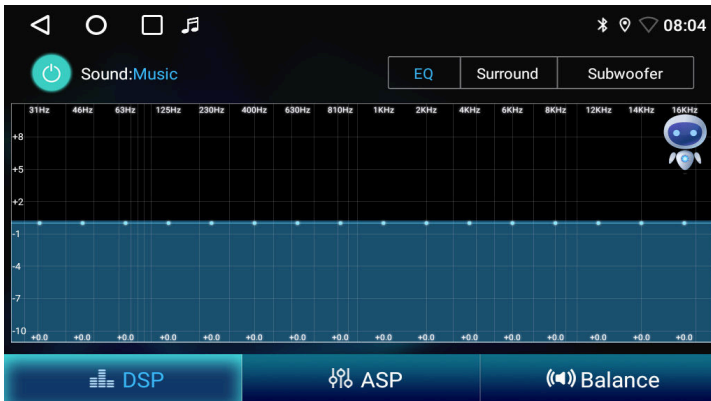 08:04
Sound:Music EQ Surround Subwoofer
31Hz 46Hz 63Hz 125Hz 230Hz 400Hz 630Hz 810Hz 1KHz 2KHz 4KHz 6KHz 8KHz 12KHz 14KHz 16KHz
+8
+5
+2
-1
-4
-7
-10
+0.0 +0.0 +0.0 +0.0 +0.0 +0.0 +0.0 +0.0 +0.0 +0.0 +0.0 +0.0 +0.0 +0.0 +0.0 +0.0
DSP ASP Balance